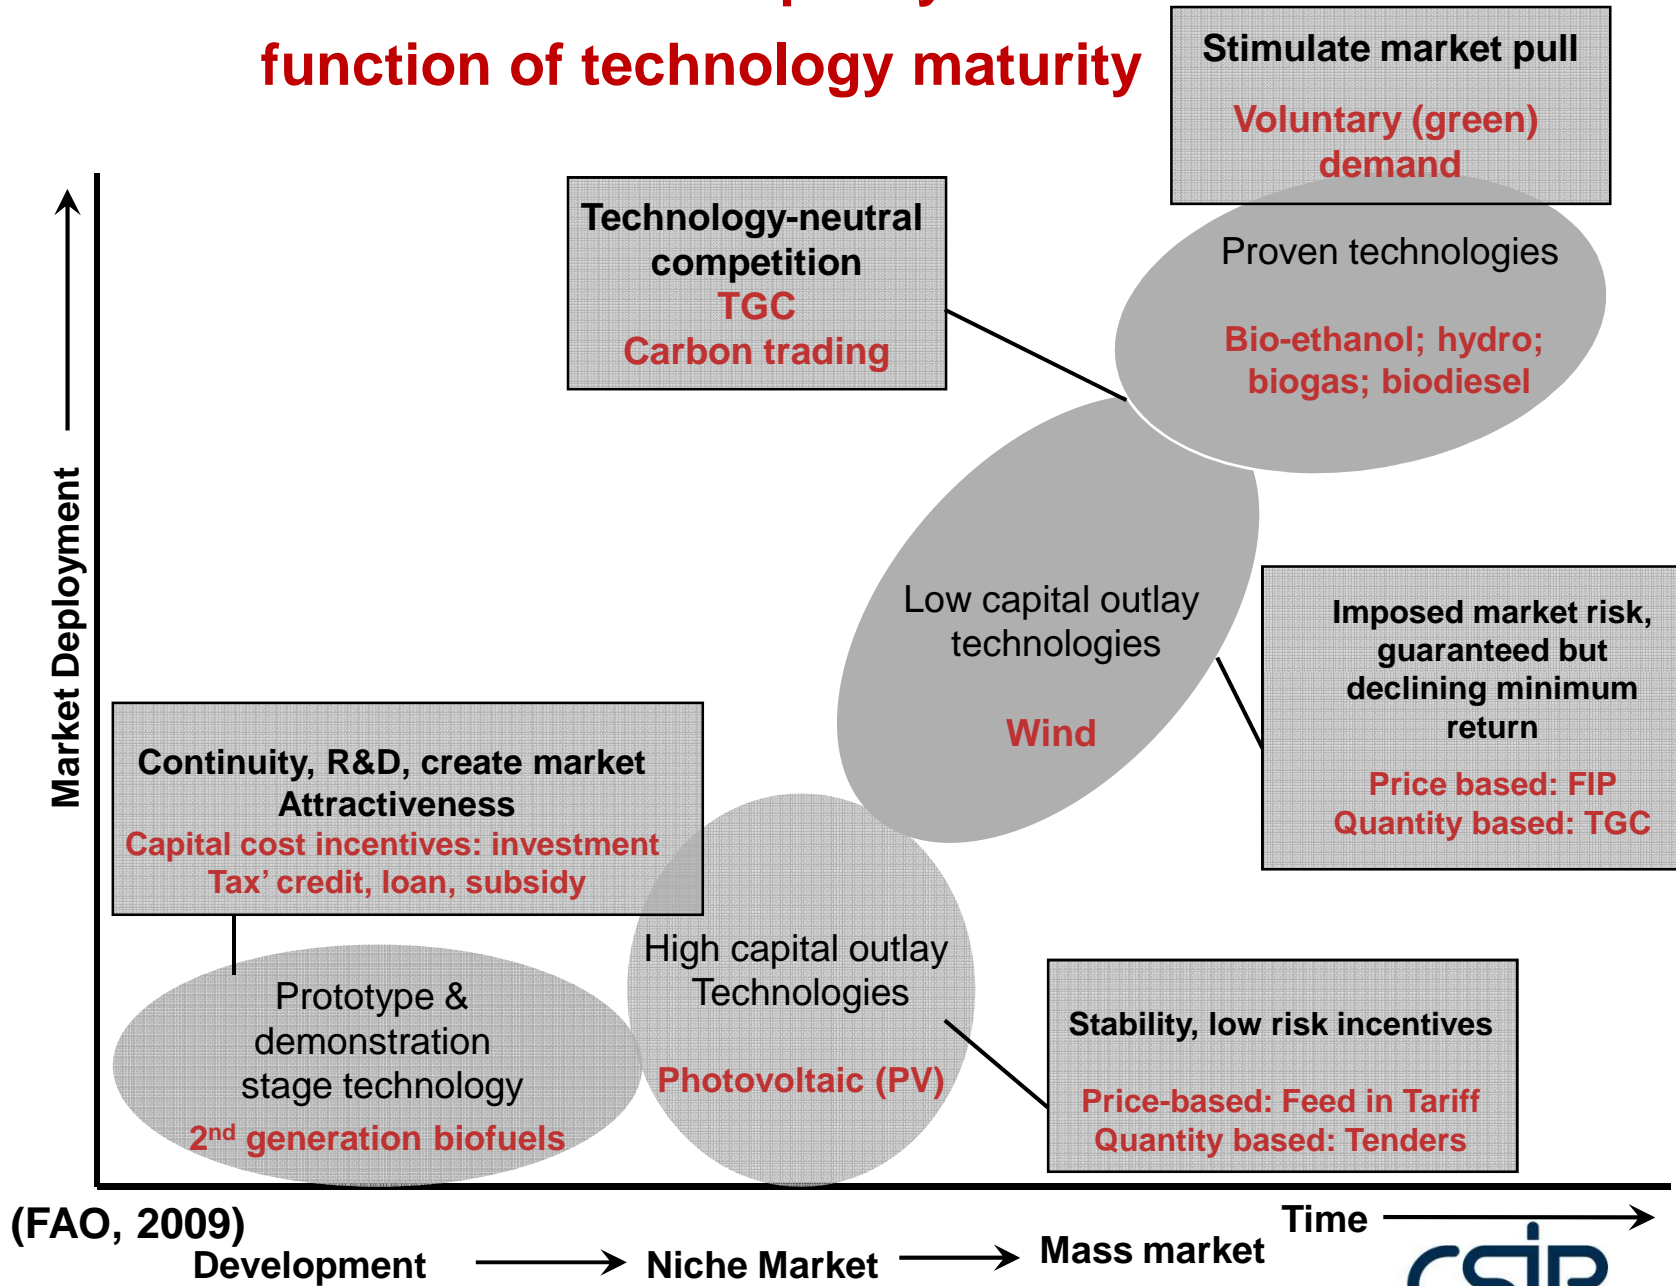 function of technology maturity
Stimulate market pull
Voluntary (green)
demand
Technology-neutral
competition
TGC
Carbon trading
Proven technologies
Bio-ethanol; hydro;
biogas; biodiesel
Market Deployment
Low capital outlay
technologies
Wind
Imposed market risk,
guaranteed but
declining minimum
return
Price based: FIP
Quantity based: TGC
Continuity, R&D, create market
Attractiveness
Capital cost incentives: investment
Tax' credit, loan, subsidy
High capital outlay
Technologies
Photovoltaic (PV)
Prototype &
demonstration
stage technology
2nd generation biofuels
Stability, low risk incentives
Price-based: Feed in Tariff
Quantity based: Tenders
(FAO, 2009)
Time
Development
Niche Market
Mass market
CSIR